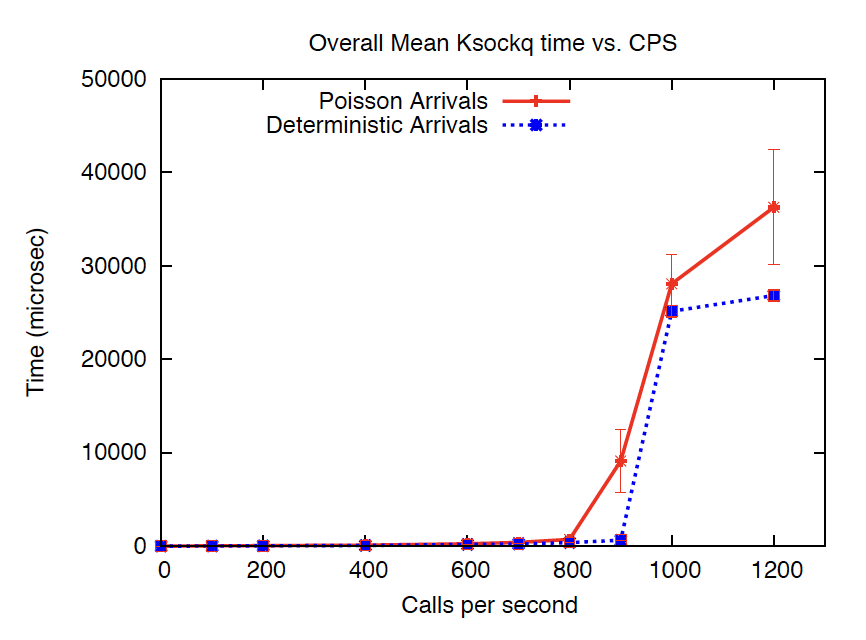 Overall Mean Ksockq time vs. CPS
50000
40000
30000
20000
10000
0
Time (microsec)
Poisson Arrivals
Deterministic Arrivals
0 200 400 600 800 1000 1200
Calls per second